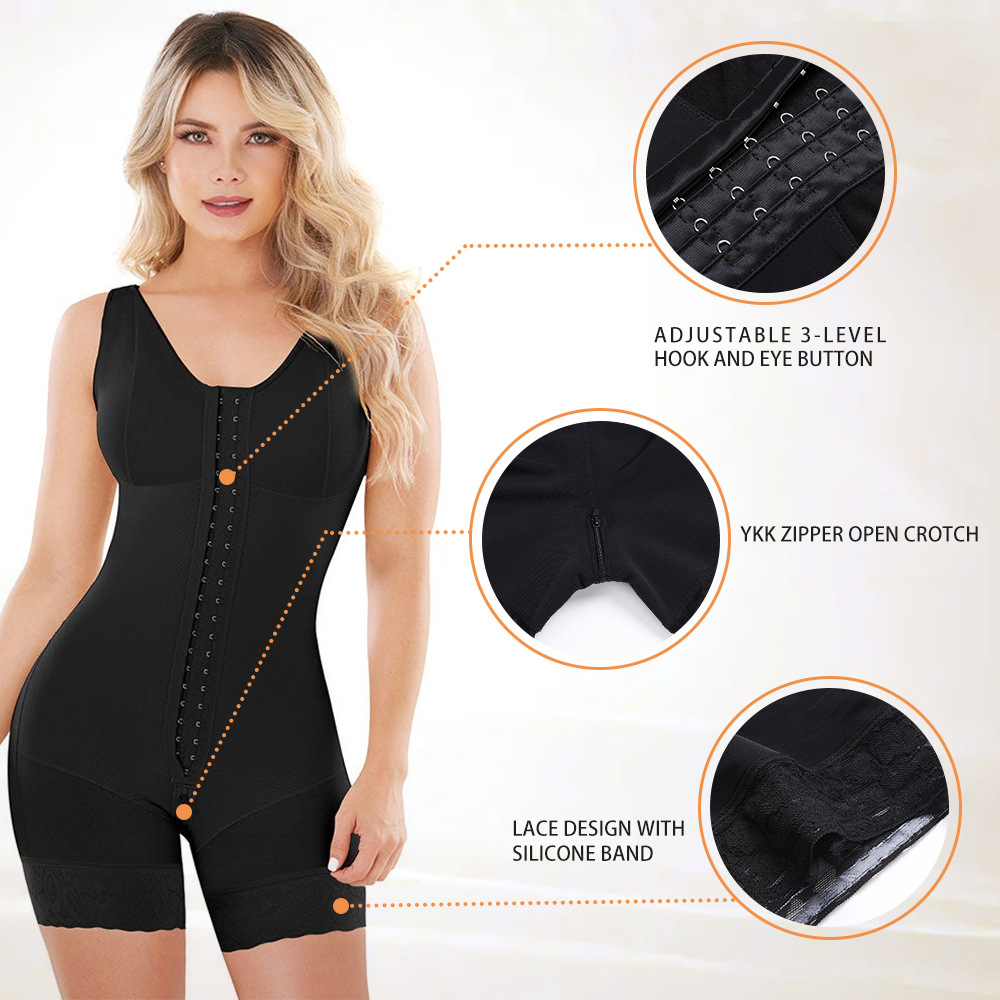 ADJUSTABLE 3-LEVEL
HOOK AND EYE BUTTON
YKK ZIPPER OPEN CROTCH
LACE DESIGN WITH
SILICONE BAND